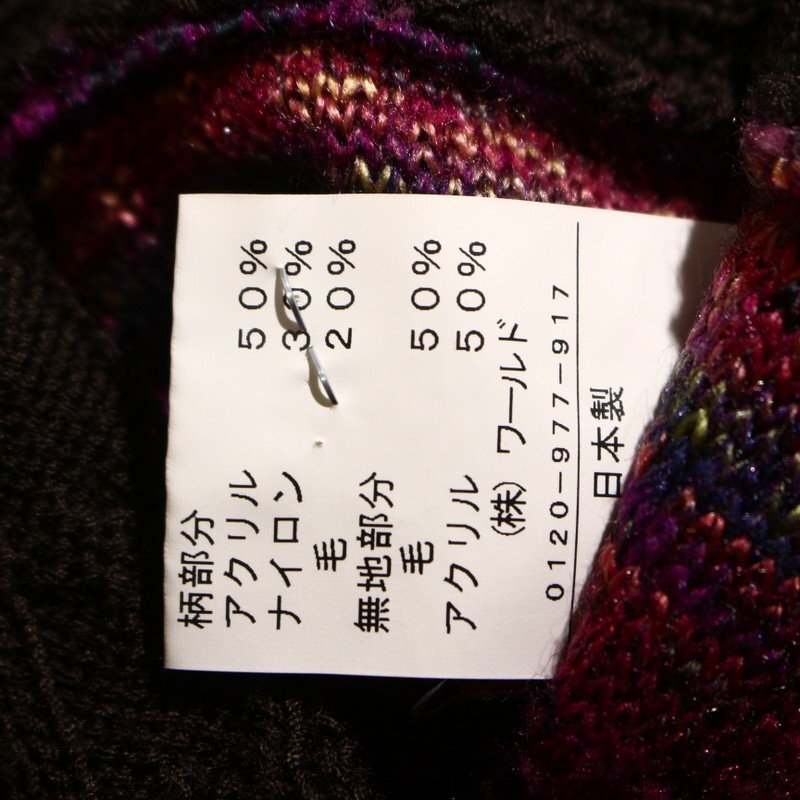 柄部分
アクリル 50%
ナイロン 30%
毛 20%
無地部分
毛 50%
アクリル 50%
(株)ワールド
0120-977-917
日本製